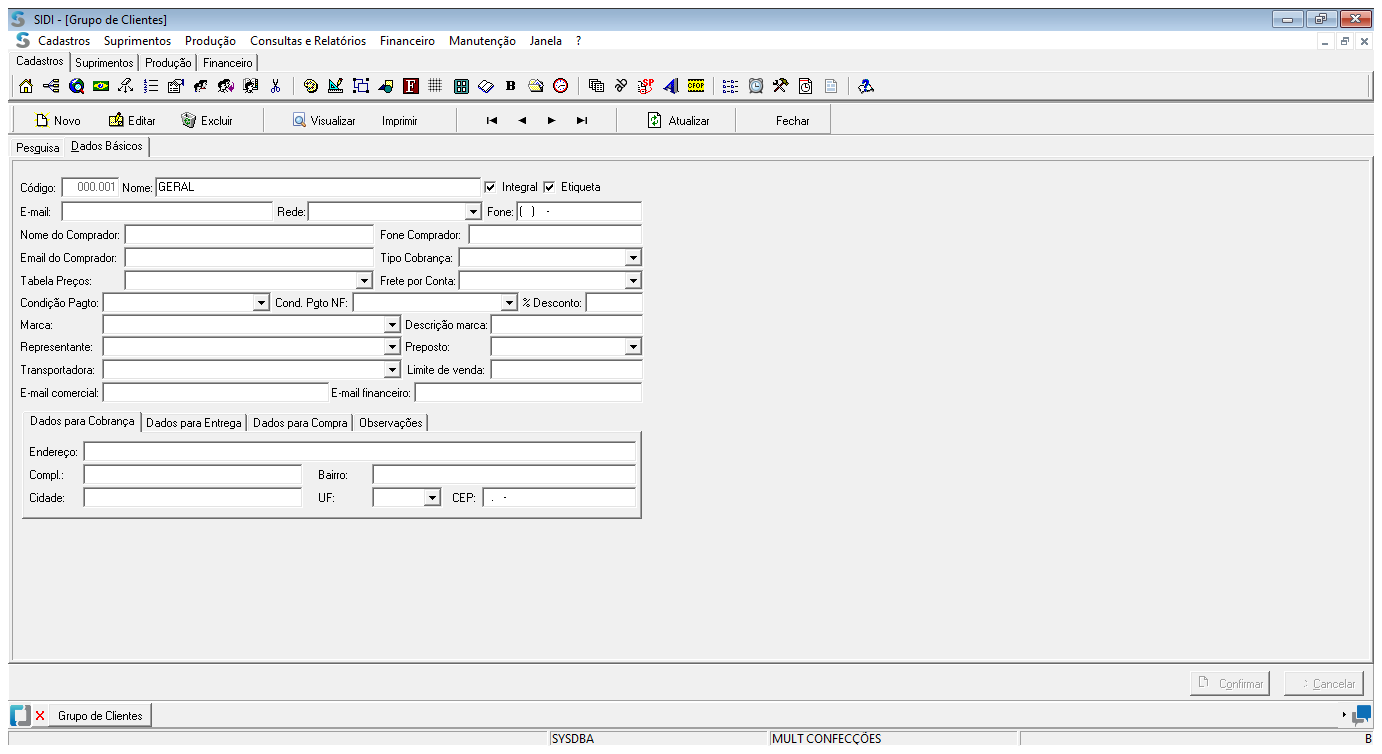 SIDI - [Grupo de Clientes]
Cadastros Suprimentos Produção Consultas e Relatórios Financeiro Manutenção Janela ?
Cadastros Suprimentos Produção Financeiro
F B SP CFOP
Novo Editar Excluir Visualizar Imprimir Atualizar Fechar
Pesquisa Dados Básicos
Código: 000.001 Nome: GERAL Integral Etiqueta
E-mail: Rede: Fone: ( ) -
Nome do Comprador: Fone Comprador:
Email do Comprador: Tipo Cobrança:
Tabela Preços: Frete por Conta:
Condição Pagto: Cond. Pgto NF: % Desconto:
Marca: Descrição marca:
Representante: Preposto:
Transportadora: Limite de venda:
E-mail comercial: E-mail financeiro:
Dados para Cobrança Dados para Entrega Dados para Compra Observações
Endereço:
Compl.: Bairro:
Cidade: UF: CEP: . -
Confirmar Cancelar
Grupo de Clientes
SYSDBA MULT CONFECÇÕES B